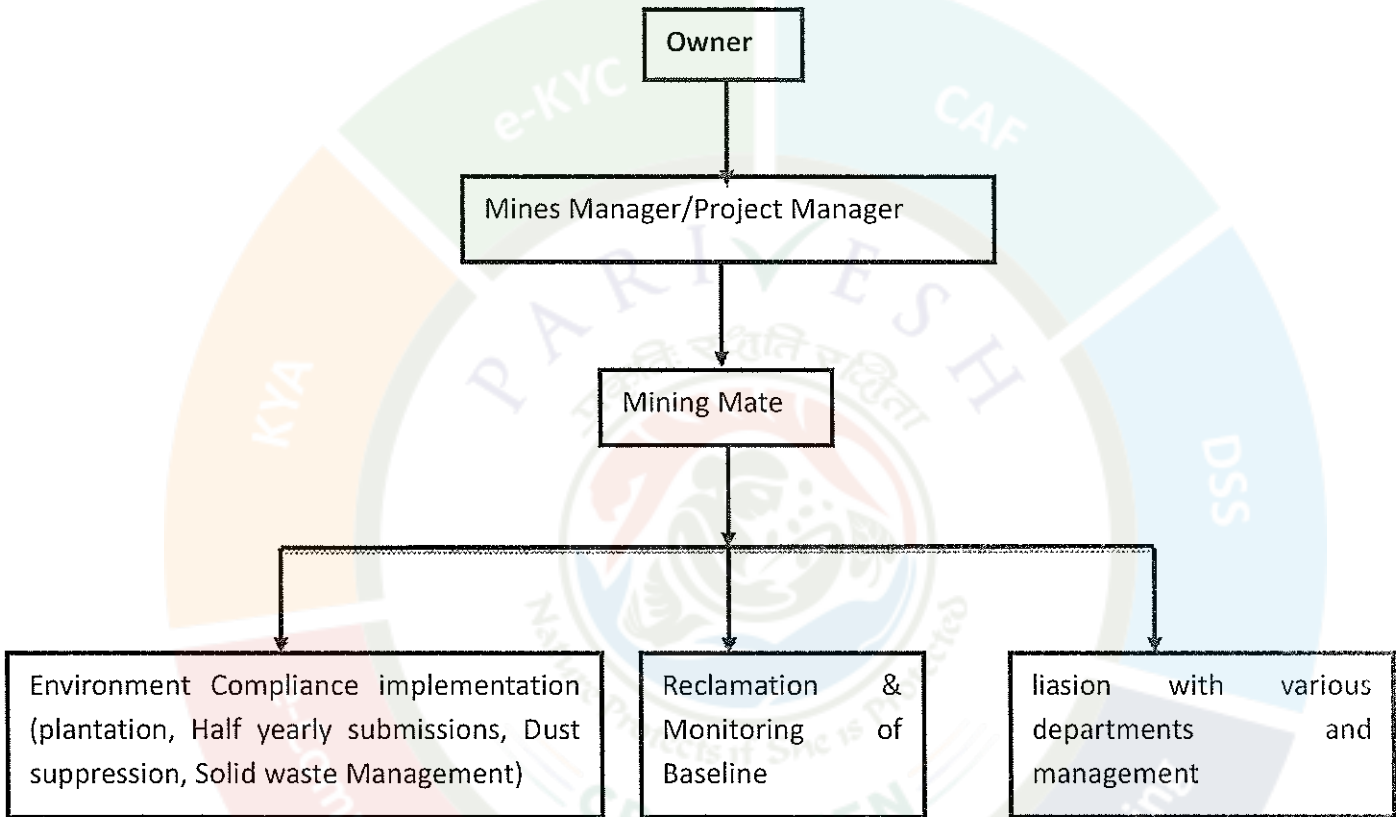 Owner
e-KYC
CAF
Mines Manager/Project Manager
PARIVESH
KYA
Mining Mate
DSS
Environment Compliance implementation
(plantation, Half yearly submissions, Dust
suppression, Solid waste Management)
Reclamation &
Monitoring of
Baseline
liasion with various
departments and
management